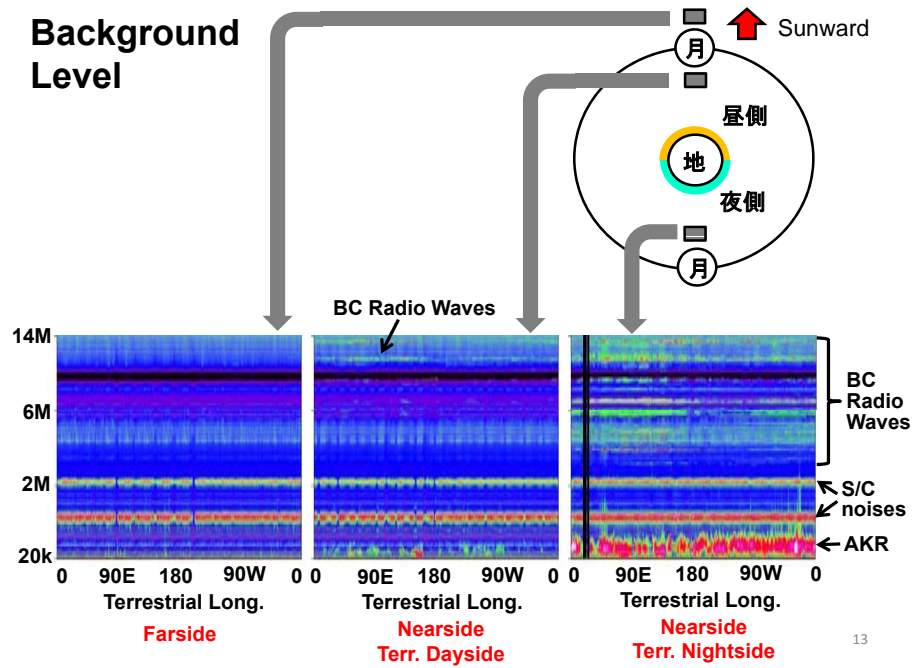 Background
Level
Sunward
月
昼側
地
夜側
月
BC Radio Waves
14M
6M
2M
20k
BC
Radio
Waves
S/C
noises
AKR
0 90E 180 90W 0
Terrestrial Long.
Farside
0 90E 180 90W 0
Terrestrial Long.
Nearside
Terr. Dayside
0 90E 180 90W 0
Terrestrial Long.
Nearside
Terr. Nightside
13